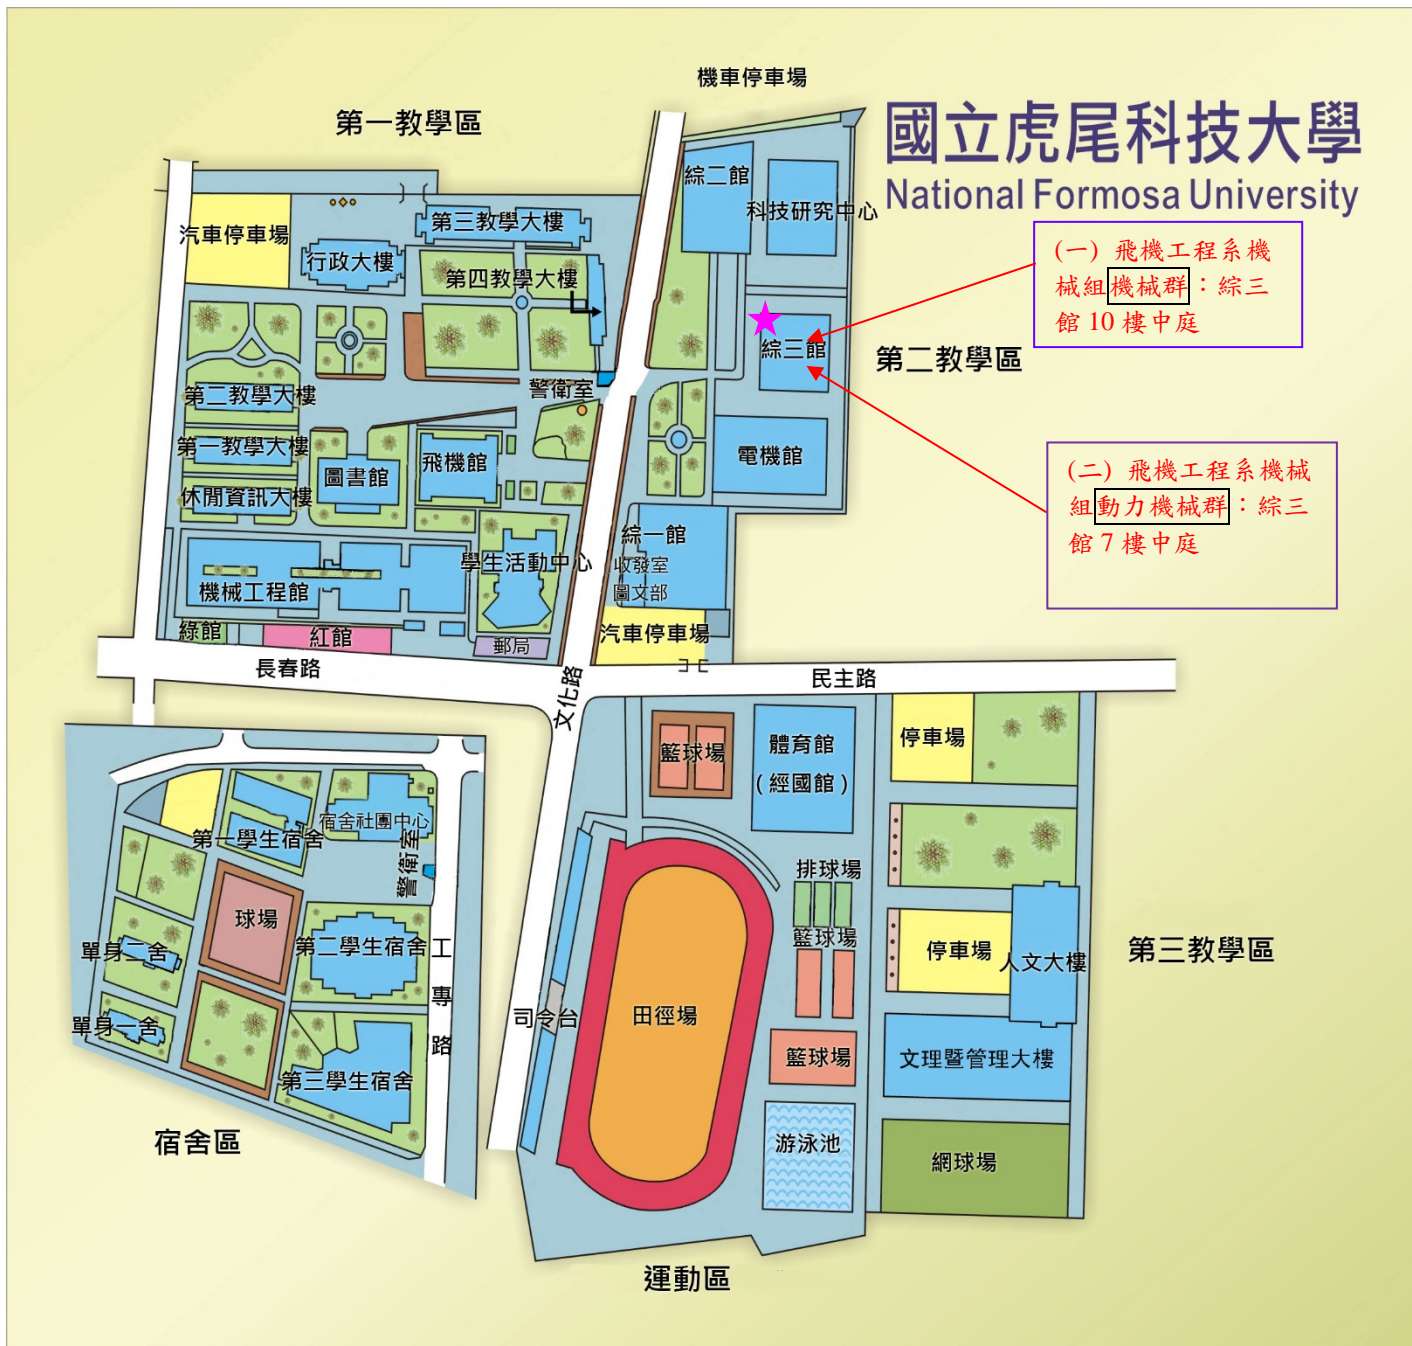 機車停車場
國立虎尾科技大學
National Formosa University
第一教學區
綜二館
科技研究中心
汽車停車場
第三教學大樓
行政大樓
第四教學大樓
(一) 飛機工程系機
械組機械群：綜三
館 10 樓中庭
綜三館
第二教學區
第二教學大樓
警衛室
第一教學大樓
圖書館
飛機館
電機館
(二) 飛機工程系機械
組動力機械群：綜三
館 7 樓中庭
休閒資訊大樓
綜一館
收發室
圖文部
學生活動中心
機械工程館
綠館
紅館
郵局
汽車停車場
長春路
文化路
民主路
籃球場
體育館
(經國館)
停車場
第一學生宿舍
宿舍社團中心
警衛室
排球場
籃球場
球場
第二學生宿舍
工專路
單身二舍
停車場
人文大樓
第三教學區
單身一舍
司令台
田徑場
籃球場
文理暨管理大樓
第三學生宿舍
宿舍區
游泳池
網球場
運動區